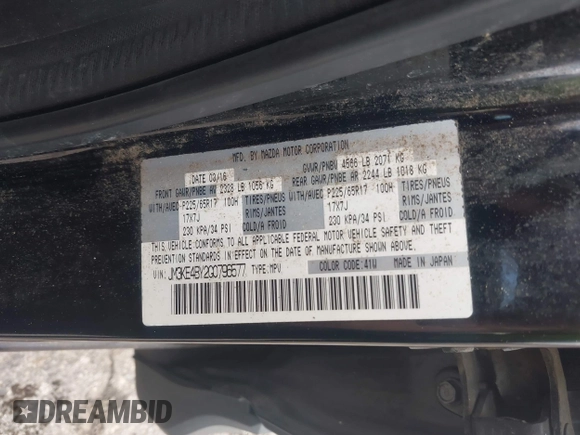 MFD. BY MAZDA MOTOR CORPORATION
DATE 03/16 GVWR/PNBV 4566 LB 2071 KG
FRONT GAWR/PNBE AV 2328 LB 1056 KG REAR GAWR/PNBE AR 2244 LB 1018 KG
WITH/AVEC P225/65R17 100H TIRES/PNEUS WITH/AVEC P225/65R17 100H TIRES/PNEUS
17X7J RIMS/JANTES 17X7J RIMS/JANTES
230 KPA/34 PSI COLD/A FROID 230 KPA/34 PSI COLD/A FROID
THIS VEHICLE CONFORMS TO ALL APPLICABLE FEDERAL MOTOR VEHICLE SAFETY AND THEFT
PREVENTION STANDARDS IN EFFECT ON THE DATE OF MANUFACTURE SHOWN ABOVE.
VIN: JM3KE4BY2G0796577 TYPE:MPV COLOR CODE:41W MADE IN JAPAN
DREAMBID